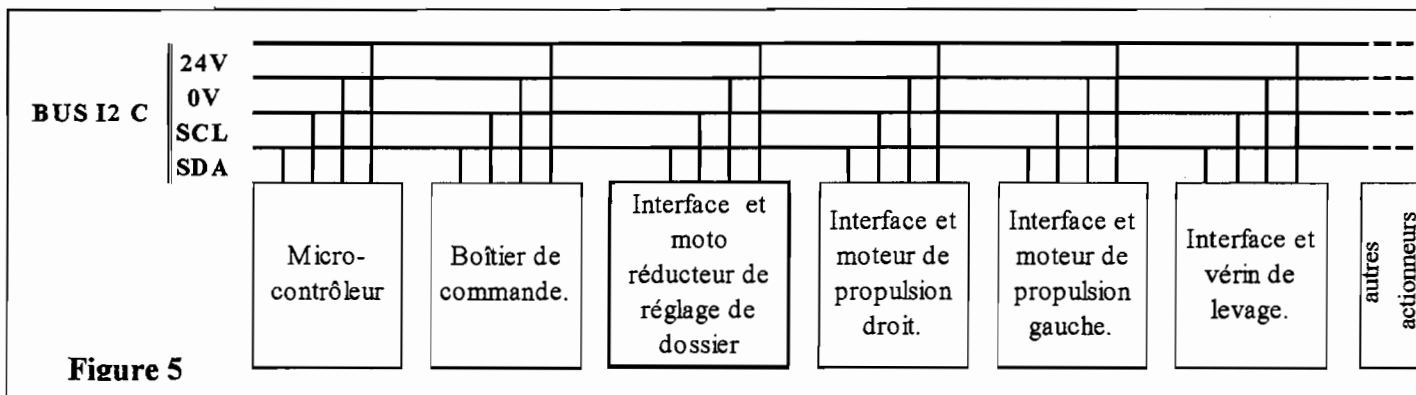 24V
0V
BUS I2 C
SCL
SDA
Micro-
contrôleur
Boîtier de
commande.
Interface et
moto
réducteur de
réglage de
dossier
Interface et
moteur de
propulsion
droit.
Interface et
moteur de
propulsion
gauche.
Interface et
vérin de
levage.
autres
actionneurs
Figure 5